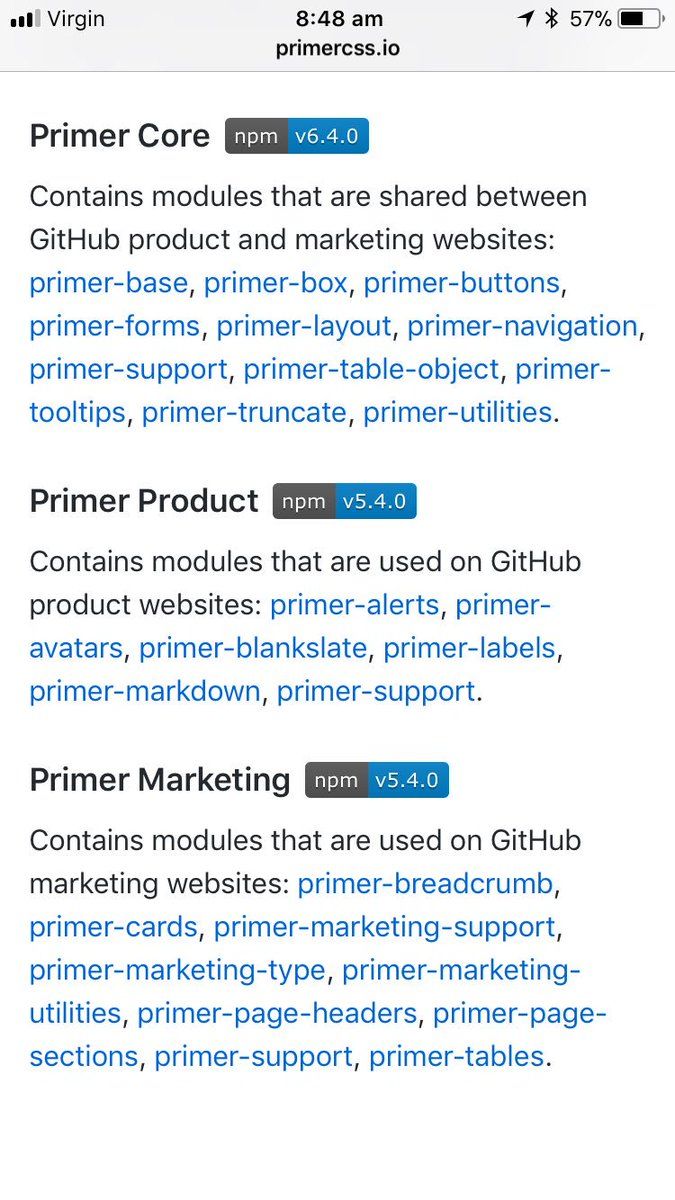 Virgin 8:48 am 57%
primercss.io
Primer Core npm v6.4.0
Contains modules that are shared between
GitHub product and marketing websites:
primer-base, primer-box, primer-buttons,
primer-forms, primer-layout, primer-navigation,
primer-support, primer-table-object, primer-
tooltips, primer-truncate, primer-utilities.
Primer Product npm v5.4.0
Contains modules that are used on GitHub
product websites: primer-alerts, primer-
avatars, primer-blankslate, primer-labels,
primer-markdown, primer-support.
Primer Marketing npm v5.4.0
Contains modules that are used on GitHub
marketing websites: primer-breadcrumb,
primer-cards, primer-marketing-support,
primer-marketing-type, primer-marketing-
utilities, primer-page-headers, primer-page-
sections, primer-support, primer-tables.